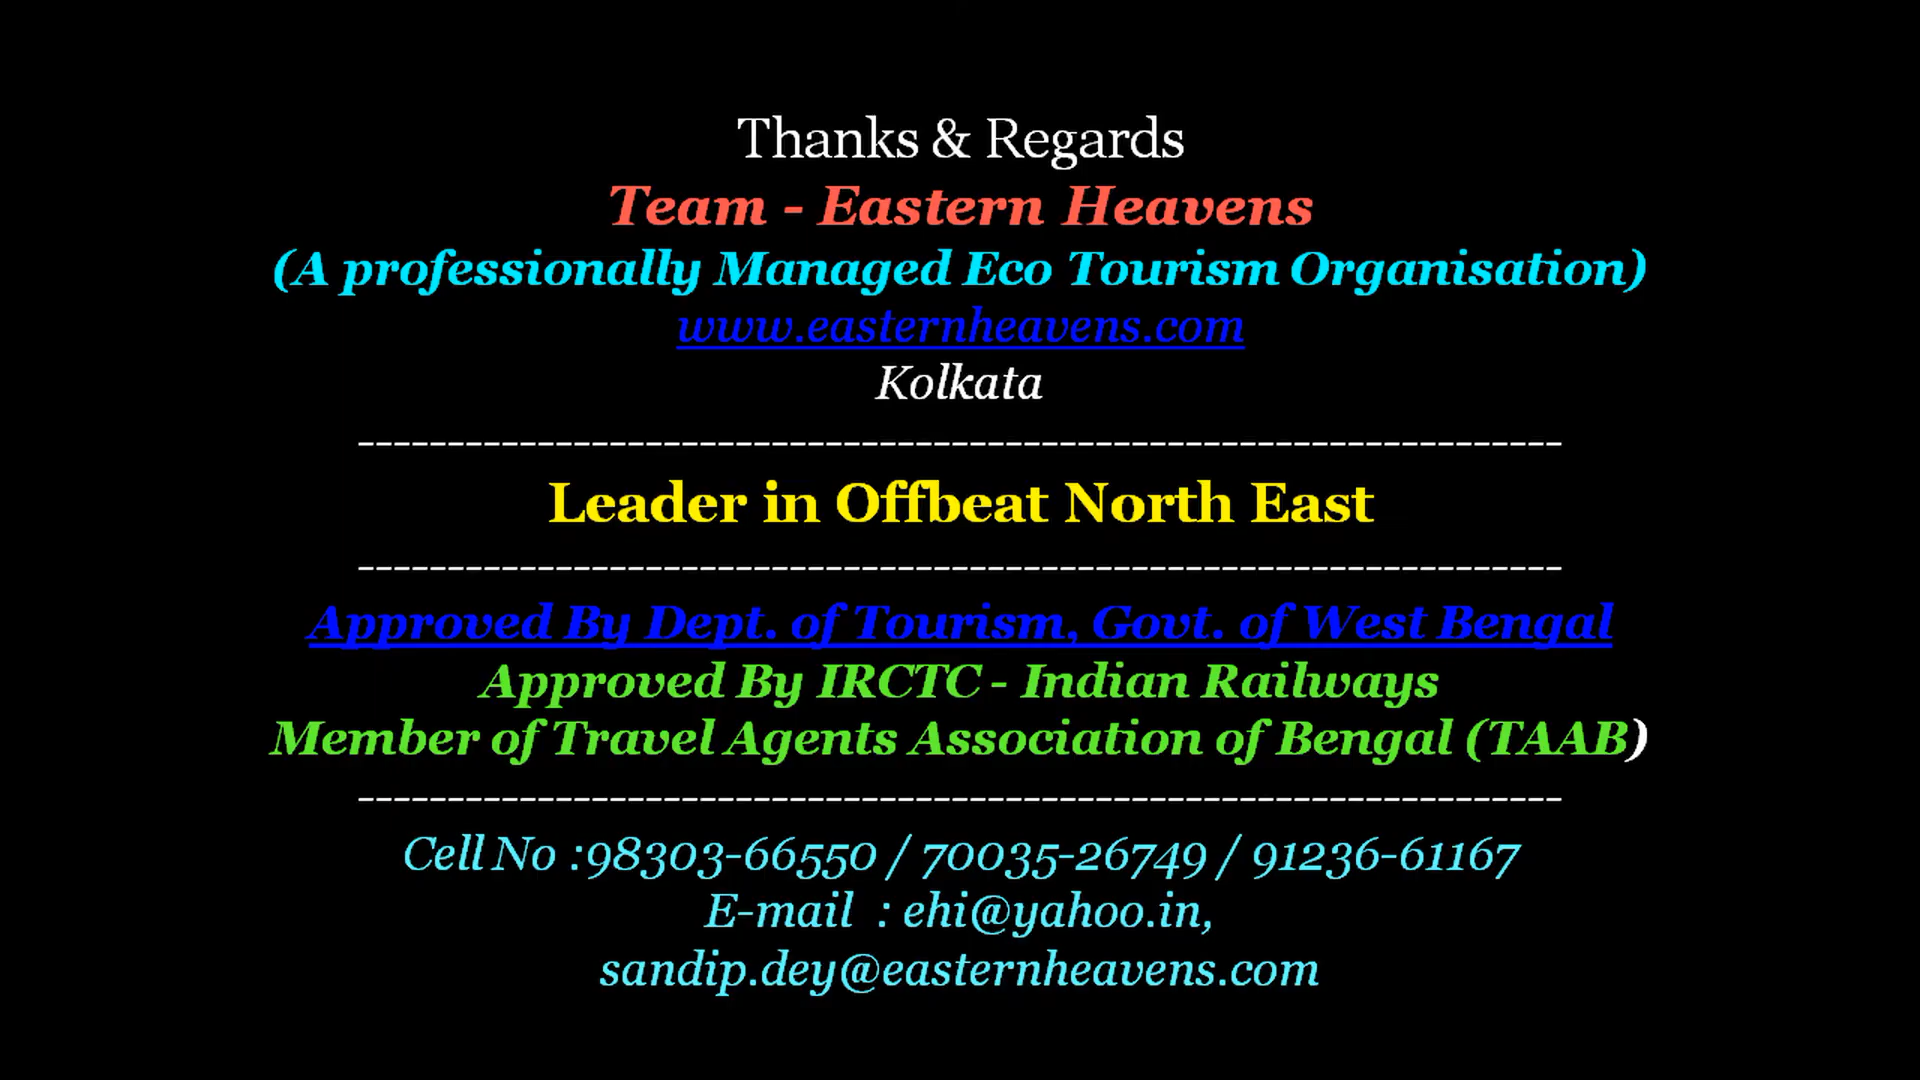 Thanks & Regards
Team - Eastern Heavens
(A professionally Managed Eco Tourism Organisation)
www.easternheavens.com
Kolkata
-------------------------------------------------------------------
Leader in Offbeat North East
-------------------------------------------------------------------
Approved By Dept. of Tourism, Govt. of West Bengal
Approved By IRCTC - Indian Railways
Member of Travel Agents Association of Bengal (TAAB)
-------------------------------------------------------------------
Cell No :98303-66550 / 70035-26749 / 91236-61167
E-mail : ehi@yahoo.in,
sandip.dey@easternheavens.com